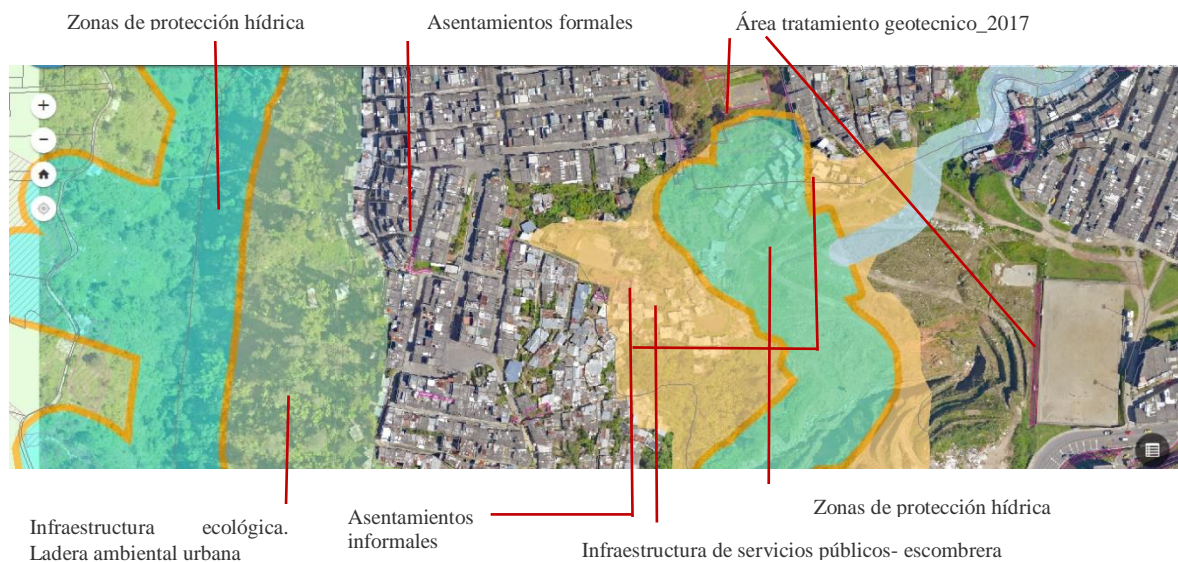 Zonas de protección hídrica
Asentamientos formales
Área tratamiento geotecnico_2017
Infraestructura ecológica.
Ladera ambiental urbana
Asentamientos
informales
Zonas de protección hídrica
Infraestructura de servicios públicos- escombrera